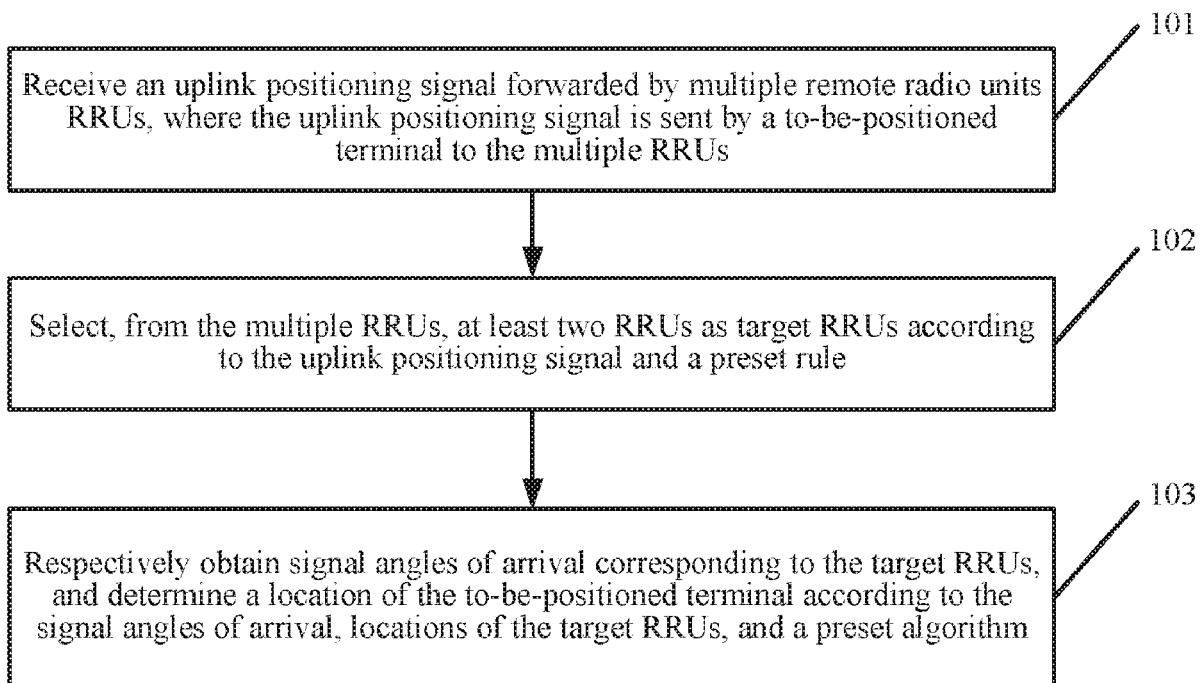 101
Receive an uplink positioning signal forwarded by multiple remote radio units
RRUs, where the uplink positioning signal is sent by a to-be-positioned
terminal to the multiple RRUs
102
Select, from the multiple RRUs, at least two RRUs as target RRUs according
to the uplink positioning signal and a preset rule
103
Respectively obtain signal angles of arrival corresponding to the target RRUs,
and determine a location of the to-be-positioned terminal according to the
signal angles of arrival, locations of the target RRUs, and a preset algorithm